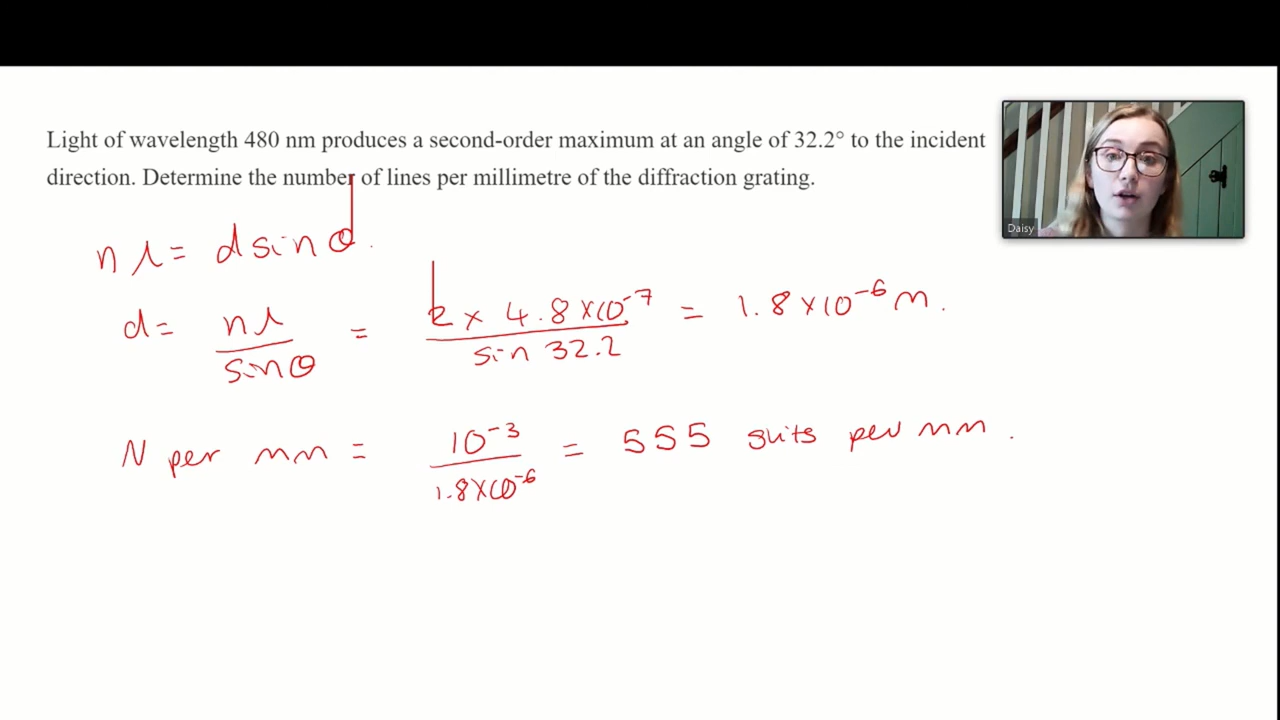 Light of wavelength 480 nm produces a second-order maximum at an angle of 32.2° to the incident
direction. Determine the number of lines per millimetre of the diffraction grating.
Daisy
nλ = d sinθ.
d = nλ / sinθ = 2 × 4.8 × 10⁻⁷ / sin 32.2 = 1.8 × 10⁻⁶ m.
N per mm = 10⁻³ / 1.8 × 10⁻⁶ = 555 slits per mm.